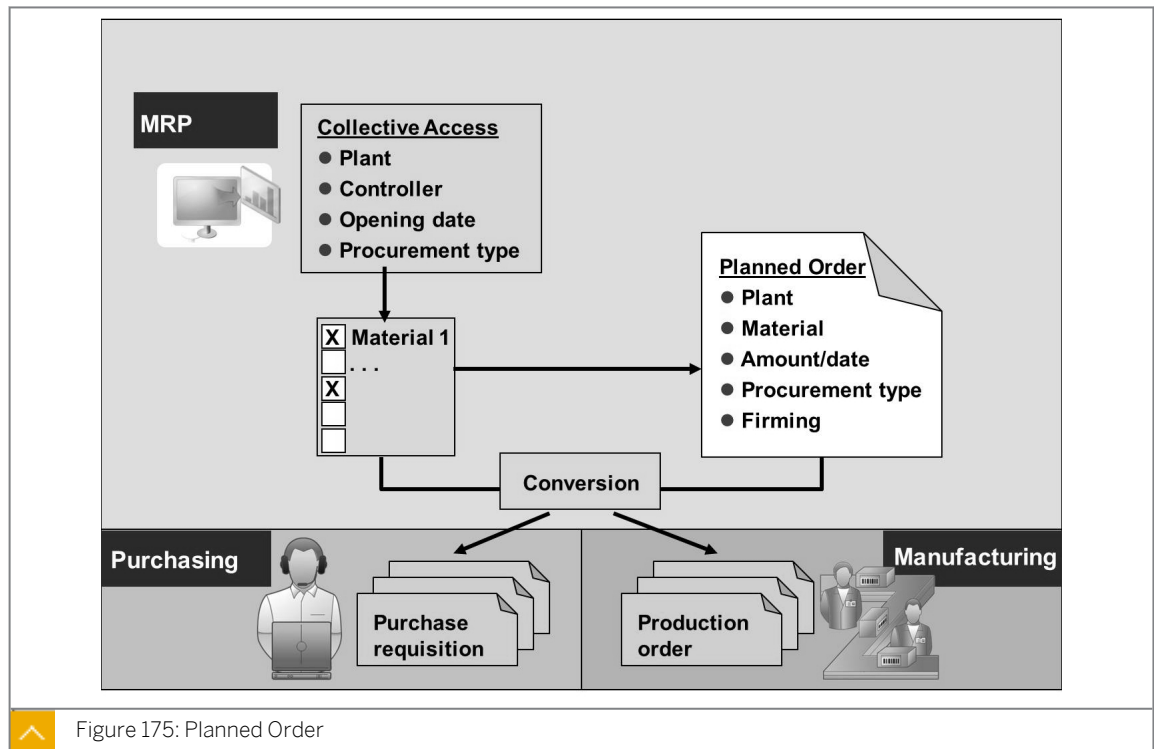 MRP
Collective Access
● Plant
● Controller
● Opening date
● Procurement type
X Material 1
. . .
X
Planned Order
● Plant
● Material
● Amount/date
● Procurement type
● Firming
Conversion
Purchasing
Purchase
requisition
Production
order
Manufacturing
Figure 175: Planned Order